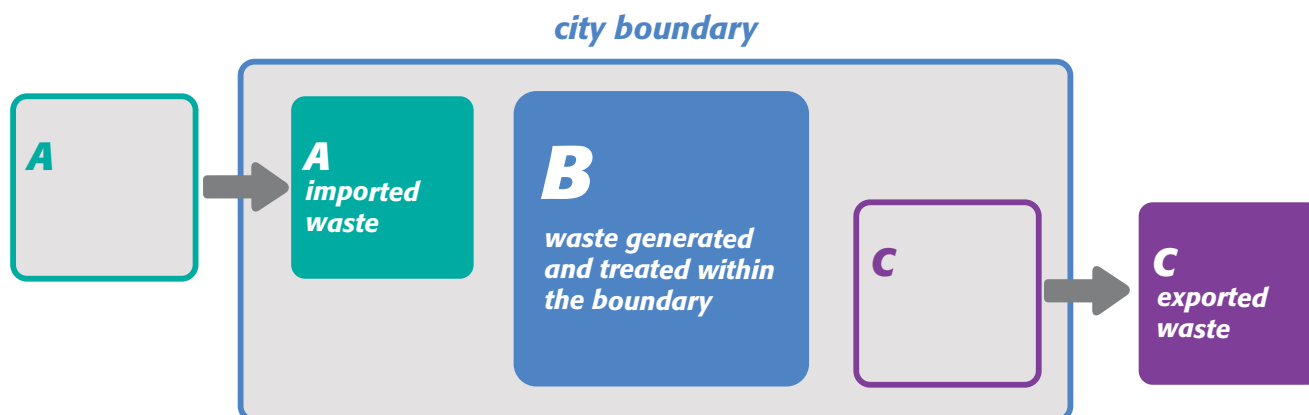 city boundary
A
A
imported
waste
B
waste generated
and treated within
the boundary
C
C
exported
waste